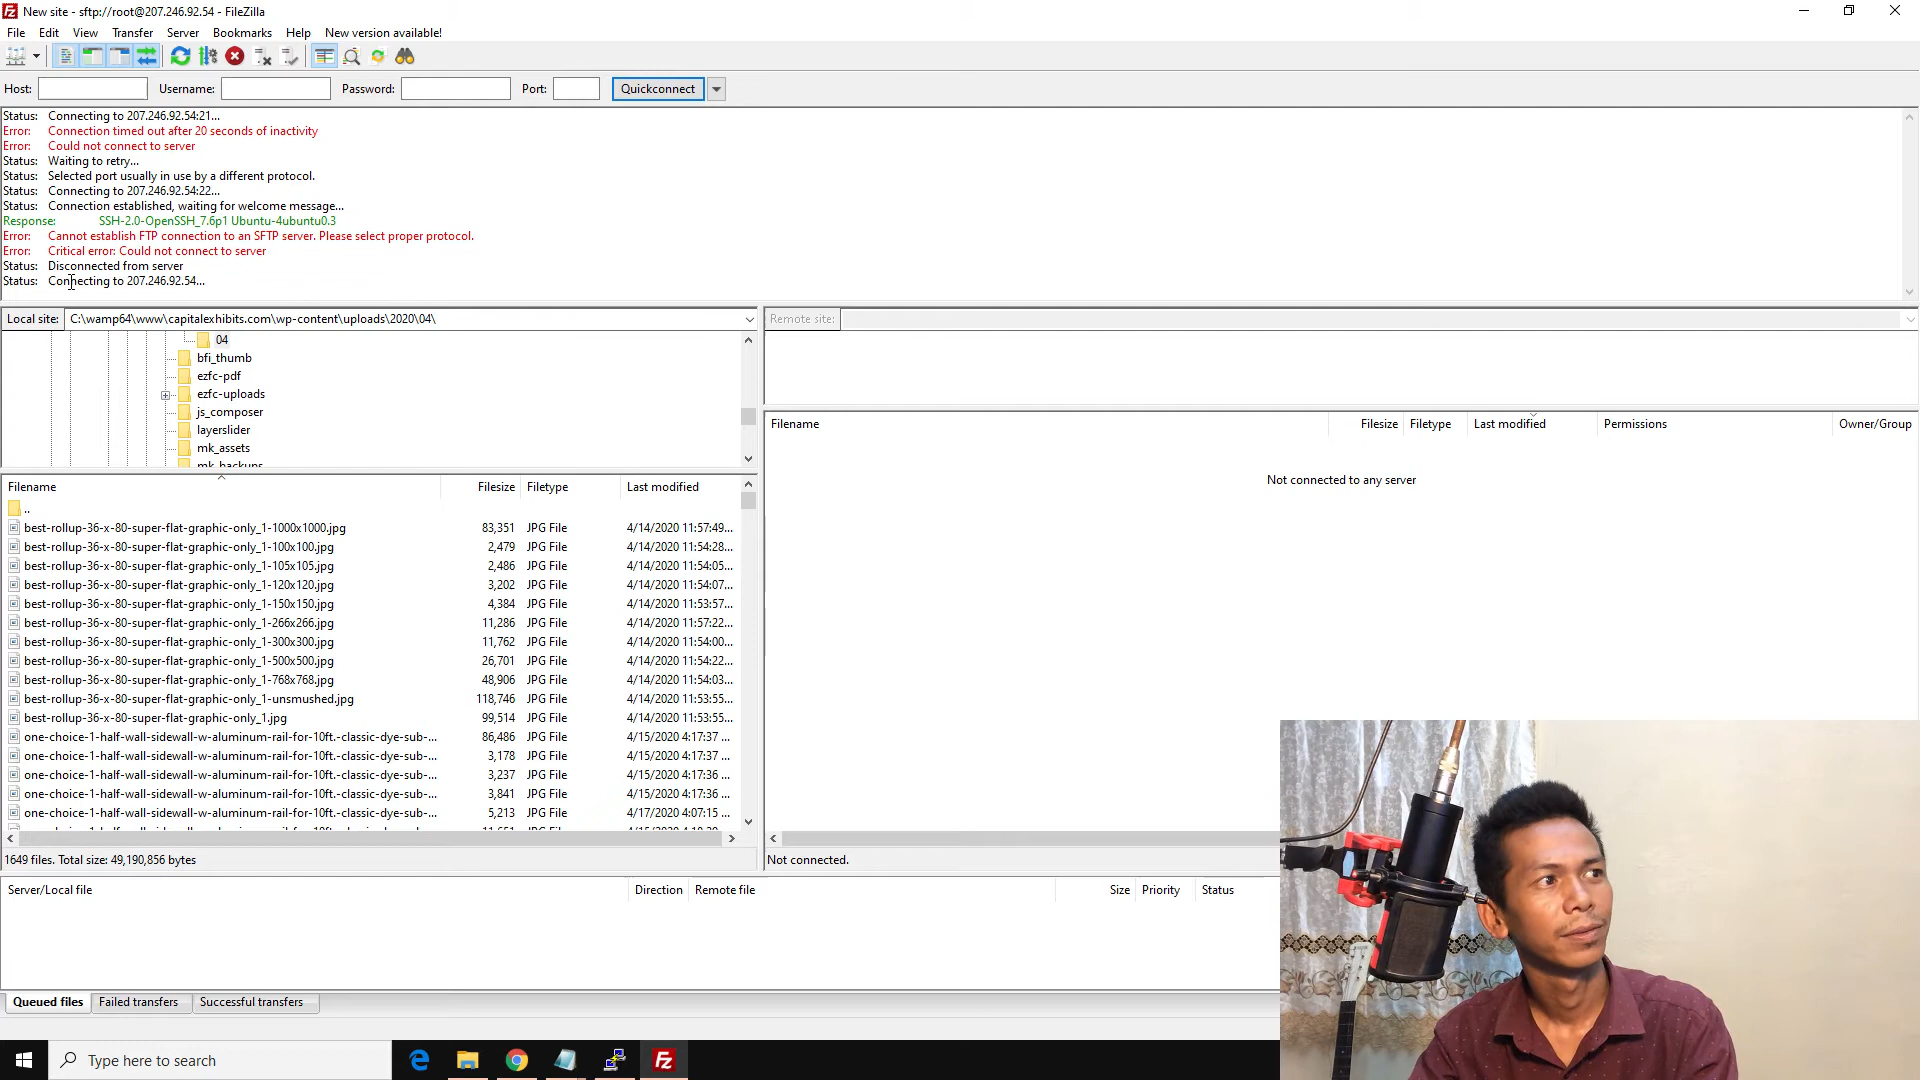 New site - sftp://root@207.246.92.54 - FileZilla
File Edit View Transfer Server Bookmarks Help New version available!
Host: Username: Password: Port: Quickconnect
Status: Connecting to 207.246.92.54:21...
Error: Connection timed out after 20 seconds of inactivity
Error: Could not connect to server
Status: Waiting to retry...
Status: Selected port usually in use by a different protocol.
Status: Connecting to 207.246.92.54:22...
Status: Connection established, waiting for welcome message...
Response: SSH-2.0-OpenSSH_7.6p1 Ubuntu-4ubuntu0.3
Error: Cannot establish FTP connection to an SFTP server. Please select proper protocol.
Error: Critical error: Could not connect to server
Status: Disconnected from server
Status: Connecting to 207.246.92.54...
Local site: C:\wamp64\www\capitalexhibits.com\wp-content\uploads\2020\04\
Remote site:
04
bfi_thumb
ezfc-pdf
ezfc-uploads
js_composer
layerslider
mk_assets
mk_backups
Filename Filesize Filetype Last modified
..
best-rollup-36-x-80-super-flat-graphic-only_1-1000x1000.jpg 83,351 JPG File 4/14/2020 11:57:49...
best-rollup-36-x-80-super-flat-graphic-only_1-100x100.jpg 2,479 JPG File 4/14/2020 11:54:28...
best-rollup-36-x-80-super-flat-graphic-only_1-105x105.jpg 2,486 JPG File 4/14/2020 11:54:05...
best-rollup-36-x-80-super-flat-graphic-only_1-120x120.jpg 3,202 JPG File 4/14/2020 11:54:07...
best-rollup-36-x-80-super-flat-graphic-only_1-150x150.jpg 4,384 JPG File 4/14/2020 11:53:57...
best-rollup-36-x-80-super-flat-graphic-only_1-266x266.jpg 11,286 JPG File 4/14/2020 11:57:22...
best-rollup-36-x-80-super-flat-graphic-only_1-300x300.jpg 11,762 JPG File 4/14/2020 11:54:00...
best-rollup-36-x-80-super-flat-graphic-only_1-500x500.jpg 26,701 JPG File 4/14/2020 11:54:22...
best-rollup-36-x-80-super-flat-graphic-only_1-768x768.jpg 48,906 JPG File 4/14/2020 11:54:03...
best-rollup-36-x-80-super-flat-graphic-only_1-unsmushed.jpg 118,746 JPG File 4/14/2020 11:53:55...
best-rollup-36-x-80-super-flat-graphic-only_1.jpg 99,514 JPG File 4/14/2020 11:53:55...
one-choice-1-half-wall-sidewall-w-aluminum-rail-for-10ft.-classic-dye-sub-... 86,486 JPG File 4/15/2020 4:17:37 ...
one-choice-1-half-wall-sidewall-w-aluminum-rail-for-10ft.-classic-dye-sub-... 3,178 JPG File 4/15/2020 4:17:37 ...
one-choice-1-half-wall-sidewall-w-aluminum-rail-for-10ft.-classic-dye-sub-... 3,237 JPG File 4/15/2020 4:17:36 ...
one-choice-1-half-wall-sidewall-w-aluminum-rail-for-10ft.-classic-dye-sub-... 3,841 JPG File 4/15/2020 4:17:36 ...
one-choice-1-half-wall-sidewall-w-aluminum-rail-for-10ft.-classic-dye-sub-... 5,213 JPG File 4/17/2020 4:07:15 ...
1649 files. Total size: 49,190,856 bytes
Filename Filesize Filetype Last modified Permissions Owner/Group
Not connected to any server
Not connected.
Server/Local file Direction Remote file Size Priority Status
Queued files Failed transfers Successful transfers
Type here to search